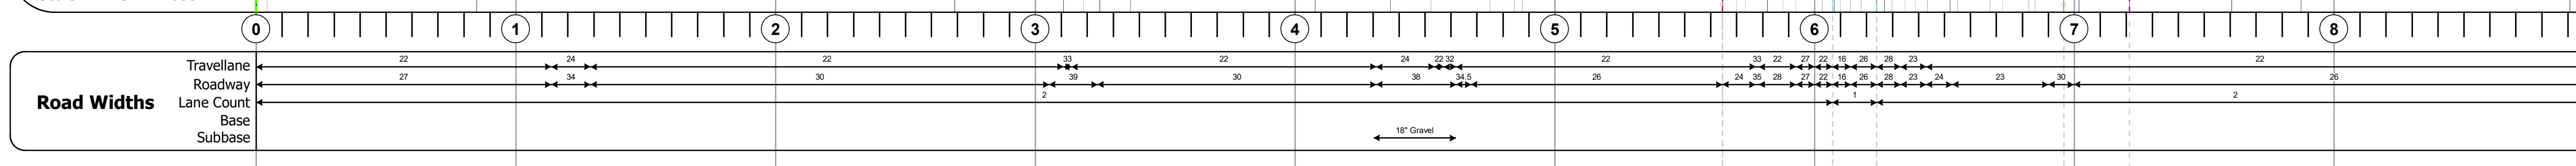 0 1 2 3 4 5 6 7 8
Travellane 22 24 22 33 22 24 22 32 22 33 22 27 22 16 26 28 23 22
Roadway 27 34 30 39 30 38 34.5 26 24 35 28 27 22 16 26 28 23 24 23 30 26
Road Widths
Lane Count 2 1 2
Base
Subbase 18" Gravel